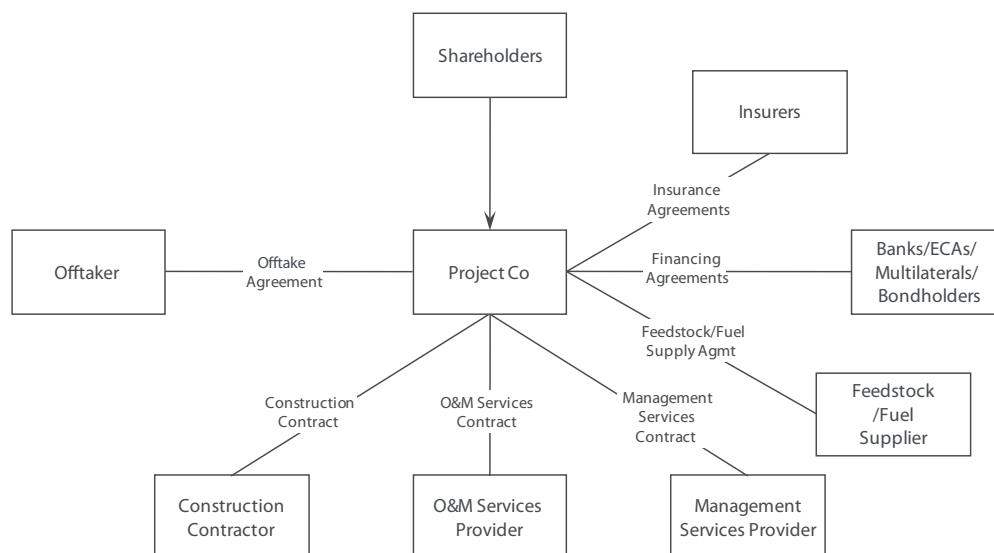 Shareholders
Insurers
Insurance
Agreements
Offtaker
Offtake
Agreement
Project Co
Financing
Agreements
Banks/ECAs/
Multilaterals/
Bondholders
Feedstock/Fuel
Supply Agmt
Feedstock
/Fuel
Supplier
Construction
Contract
O&M Services
Contract
Management
Services
Contract
Construction
Contractor
O&M Services
Provider
Management
Services Provider